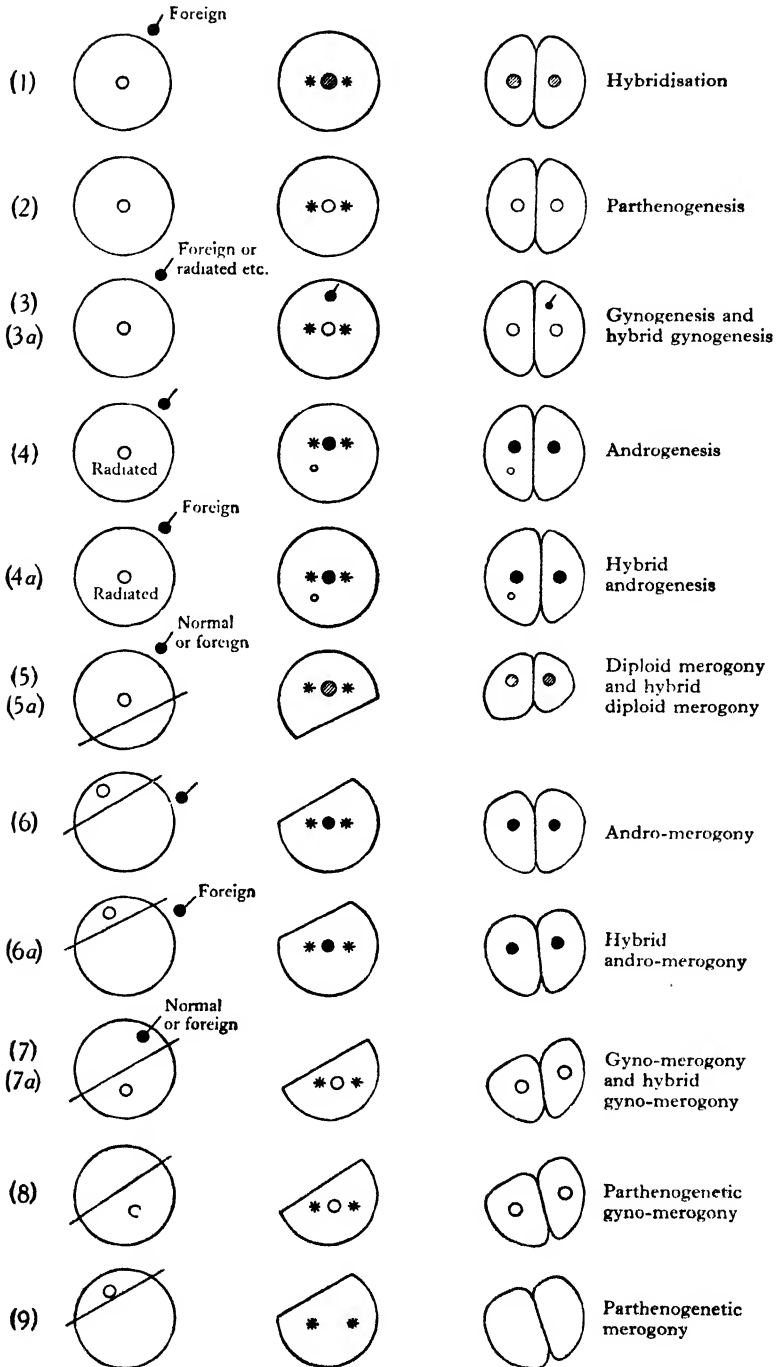 Foreign
(1)
Hybridisation
(2)
Parthenogenesis
Foreign or
radiated etc.
(3)
(3a)
Gynogenesis and
hybrid gynogenesis
(4)
Radiated
Androgenesis
Foreign
(4a)
Radiated
Hybrid
androgenesis
Normal
or foreign
(5)
(5a)
Diploid merogony
and hybrid
diploid merogony
(6)
Andro-merogony
Foreign
(6a)
Hybrid
andro-merogony
Normal
or foreign
(7)
(7a)
Gyno-merogony
and hybrid
gyno-merogony
(8)
Parthenogenetic
gyno-merogony
(9)
Parthenogenetic
merogony